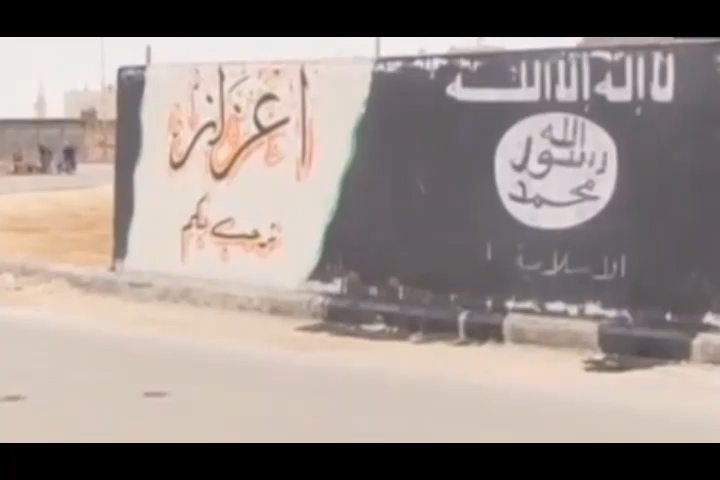 لا اله الا الله
الله
رسول
محمد
الاسلامية
اعزاز
ترحب بكم